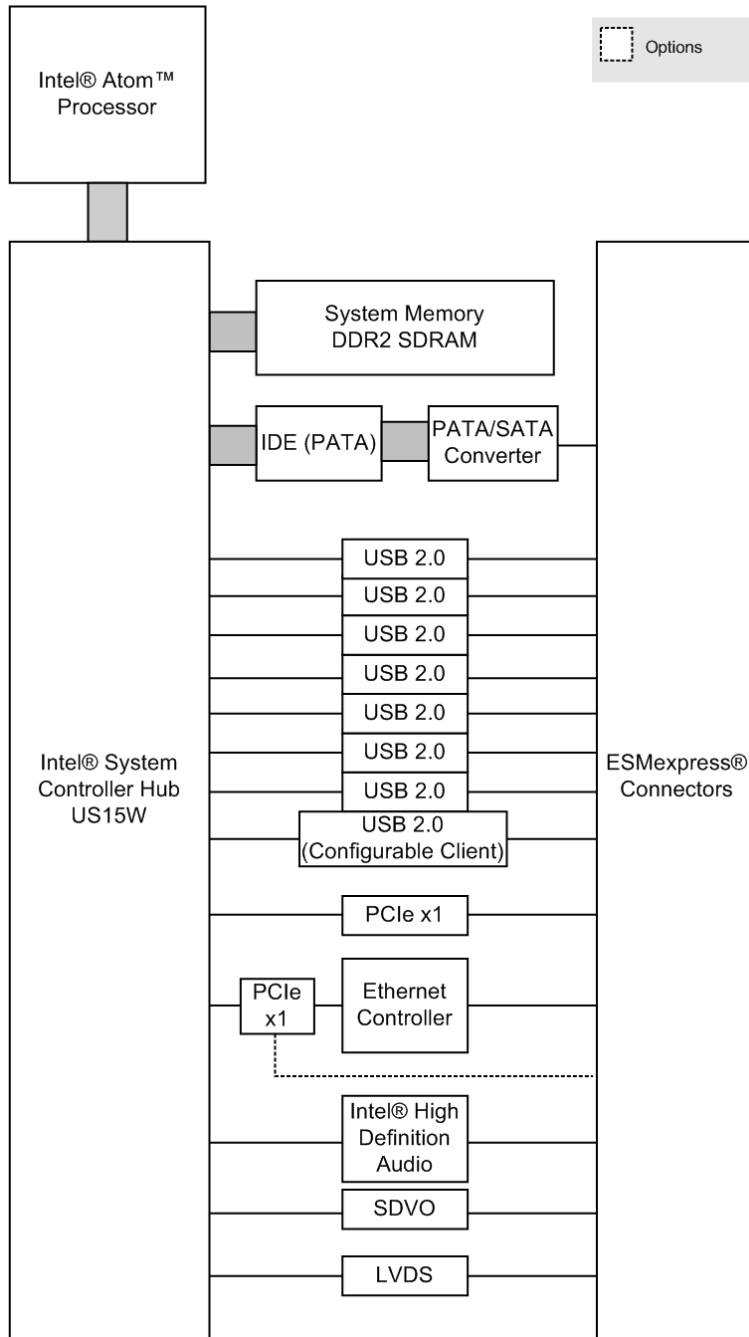 Intel® Atom™
Processor
Options
System Memory
DDR2 SDRAM
IDE (PATA)
PATA/SATA
Converter
USB 2.0
USB 2.0
USB 2.0
USB 2.0
USB 2.0
USB 2.0
USB 2.0
USB 2.0
(Configurable Client)
Intel® System
Controller Hub
US15W
ESMexpress®
Connectors
PCIe x1
PCIe
x1
Ethernet
Controller
Intel® High
Definition
Audio
SDVO
LVDS